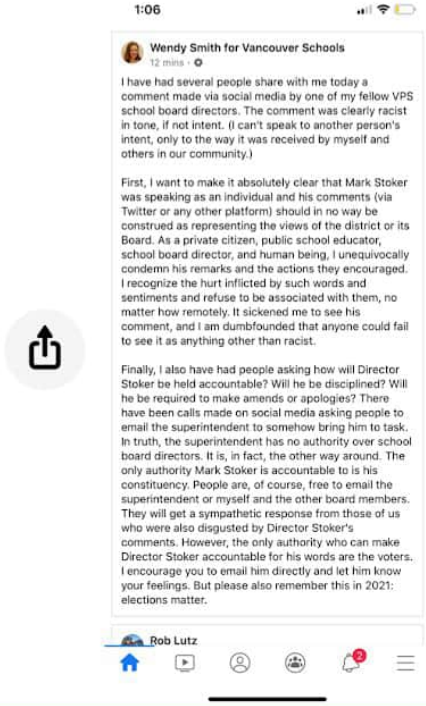 1:06
Wendy Smith for Vancouver Schools
12 mins ·
I have had several people share with me today a
comment made via social media by one of my fellow VPS
school board directors. The comment was clearly racist
in tone, if not intent. (I can't speak to another person's
intent, only to the way it was received by myself and
others in our community.)
First, I want to make it absolutely clear that Mark Stoker
was speaking as an individual and his comments (via
Twitter or any other platform) should in no way be
construed as representing the views of the district or its
Board. As a private citizen, public school educator,
school board director, and human being, I unequivocally
condemn his remarks and the actions they encouraged.
I recognize the hurt inflicted by such words and
sentiments and refuse to be associated with them, no
matter how remotely. It sickened me to see his
comment, and I am dumbfounded that anyone could fail
to see it as anything other than racist.
Finally, I also have had people asking how will Director
Stoker be held accountable? Will he be disciplined? Will
he be required to make amends or apologies? There
have been calls made on social media asking people to
email the superintendent to somehow bring him to task.
In truth, the superintendent has no authority over school
board directors. It is, in fact, the other way around. The
only authority Mark Stoker is accountable to is his
constituency. People are, of course, free to email the
superintendent or myself and the other board members.
They will get a sympathetic response from those of us
who were also disgusted by Director Stoker's
comments. However, the only authority who can make
Director Stoker accountable for his words are the voters.
I encourage you to email him directly and let him know
your feelings. But please also remember this in 2021:
elections matter.
Rob Lutz
2